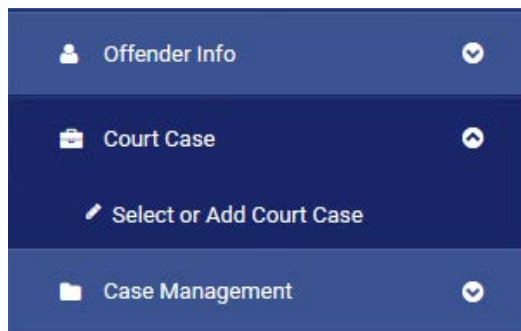 Offender Info
Court Case
Select or Add Court Case
Case Management